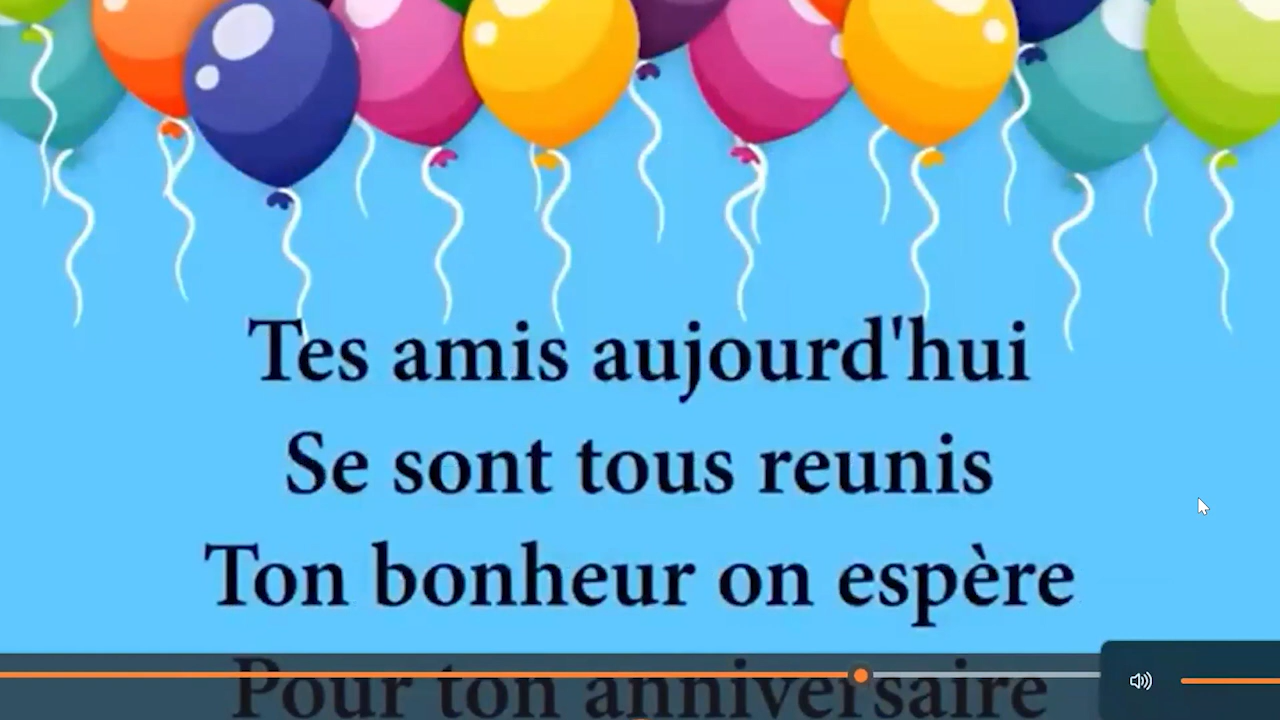 Tes amis aujourd'hui
Se sont tous reunis
Ton bonheur on espère
Pour ton anniversaire